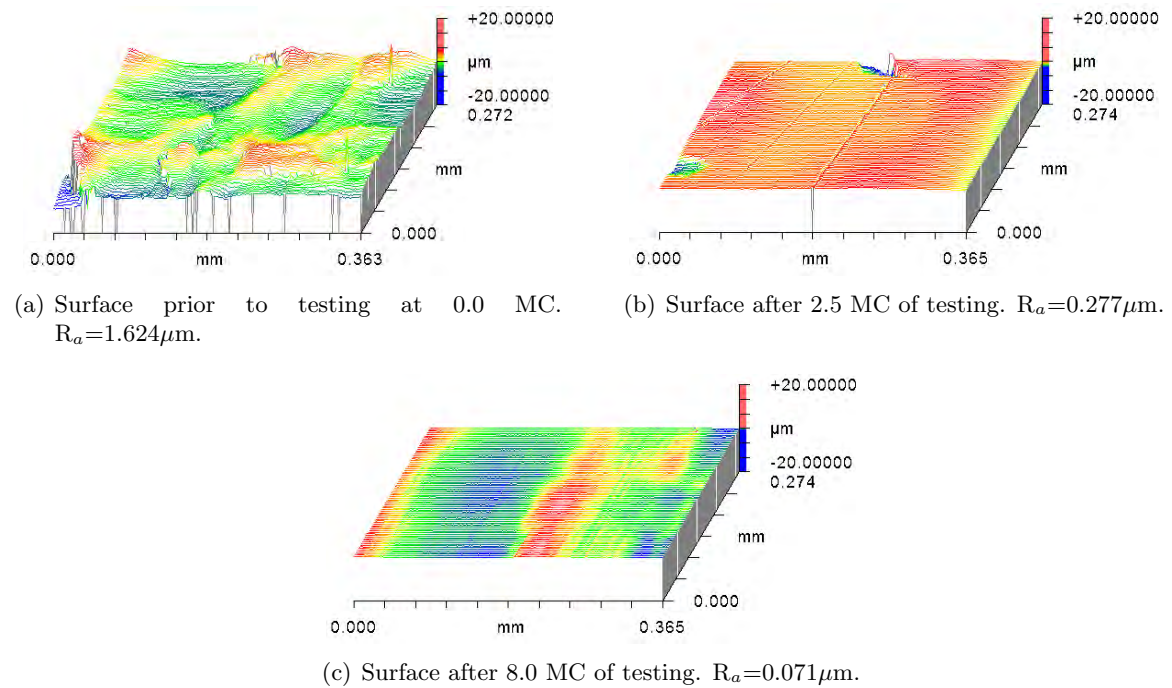 +20.00000
µm
-20.00000
0.272
mm
0.000
0.000
mm
0.363
+20.00000
µm
-20.00000
0.274
mm
0.000
0.000
mm
0.365
(a) Surface prior to testing at 0.0 MC.
Rₐ=1.624µm.
(b) Surface after 2.5 MC of testing. Rₐ=0.277µm.
+20.00000
µm
-20.00000
0.274
mm
0.000
0.000
mm
0.365
(c) Surface after 8.0 MC of testing. Rₐ=0.071µm.